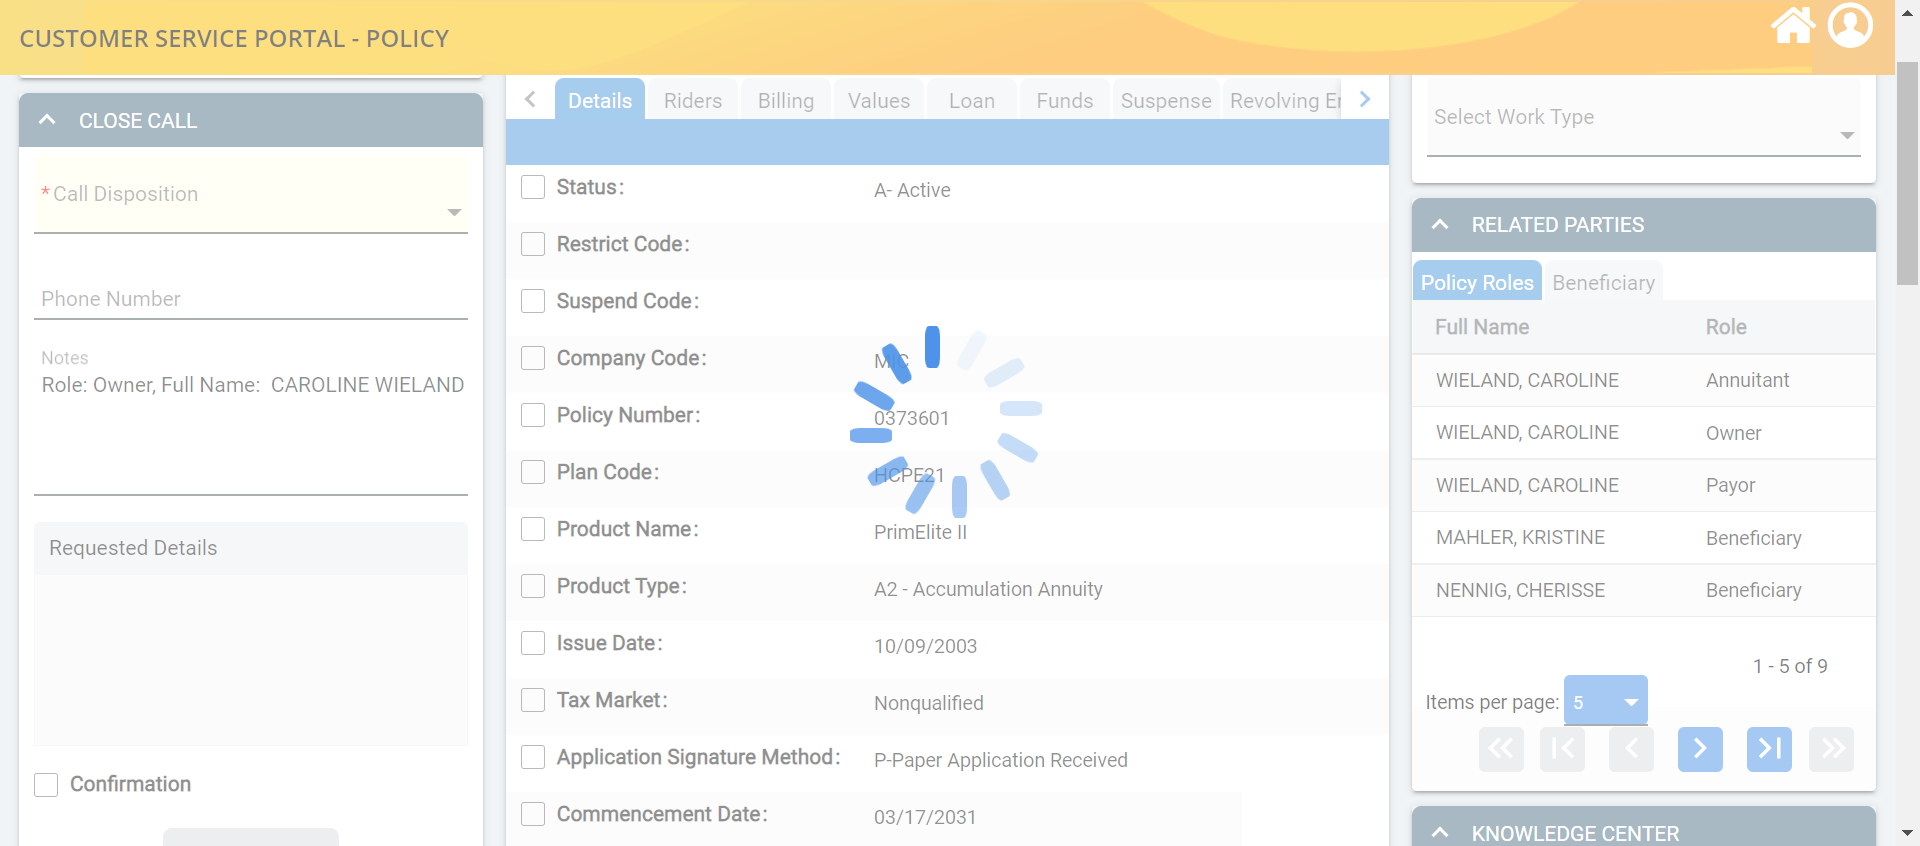 CUSTOMER SERVICE PORTAL - POLICY
CLOSE CALL
* Call Disposition
Phone Number
Notes
Role: Owner, Full Name:  CAROLINE WIELAND
Requested Details
Confirmation
Details
Riders
Billing
Values
Loan
Funds
Suspense
Revolving
Status: A- Active
Restrict Code:
Suspend Code:
Company Code: MIC
Policy Number: 0373601
Plan Code: HCPE21
Product Name: PrimElite II
Product Type: A2 - Accumulation Annuity
Issue Date: 10/09/2003
Tax Market: Nonqualified
Application Signature Method: P-Paper Application Received
Commencement Date: 03/17/2031
Select Work Type
RELATED PARTIES
Policy Roles
Beneficiary
Full Name Role
WIELAND, CAROLINE Annuitant
WIELAND, CAROLINE Owner
WIELAND, CAROLINE Payor
MAHLER, KRISTINE Beneficiary
NENNIG, CHERISSE Beneficiary
1 - 5 of 9
Items per page: 5
KNOWLEDGE CENTER